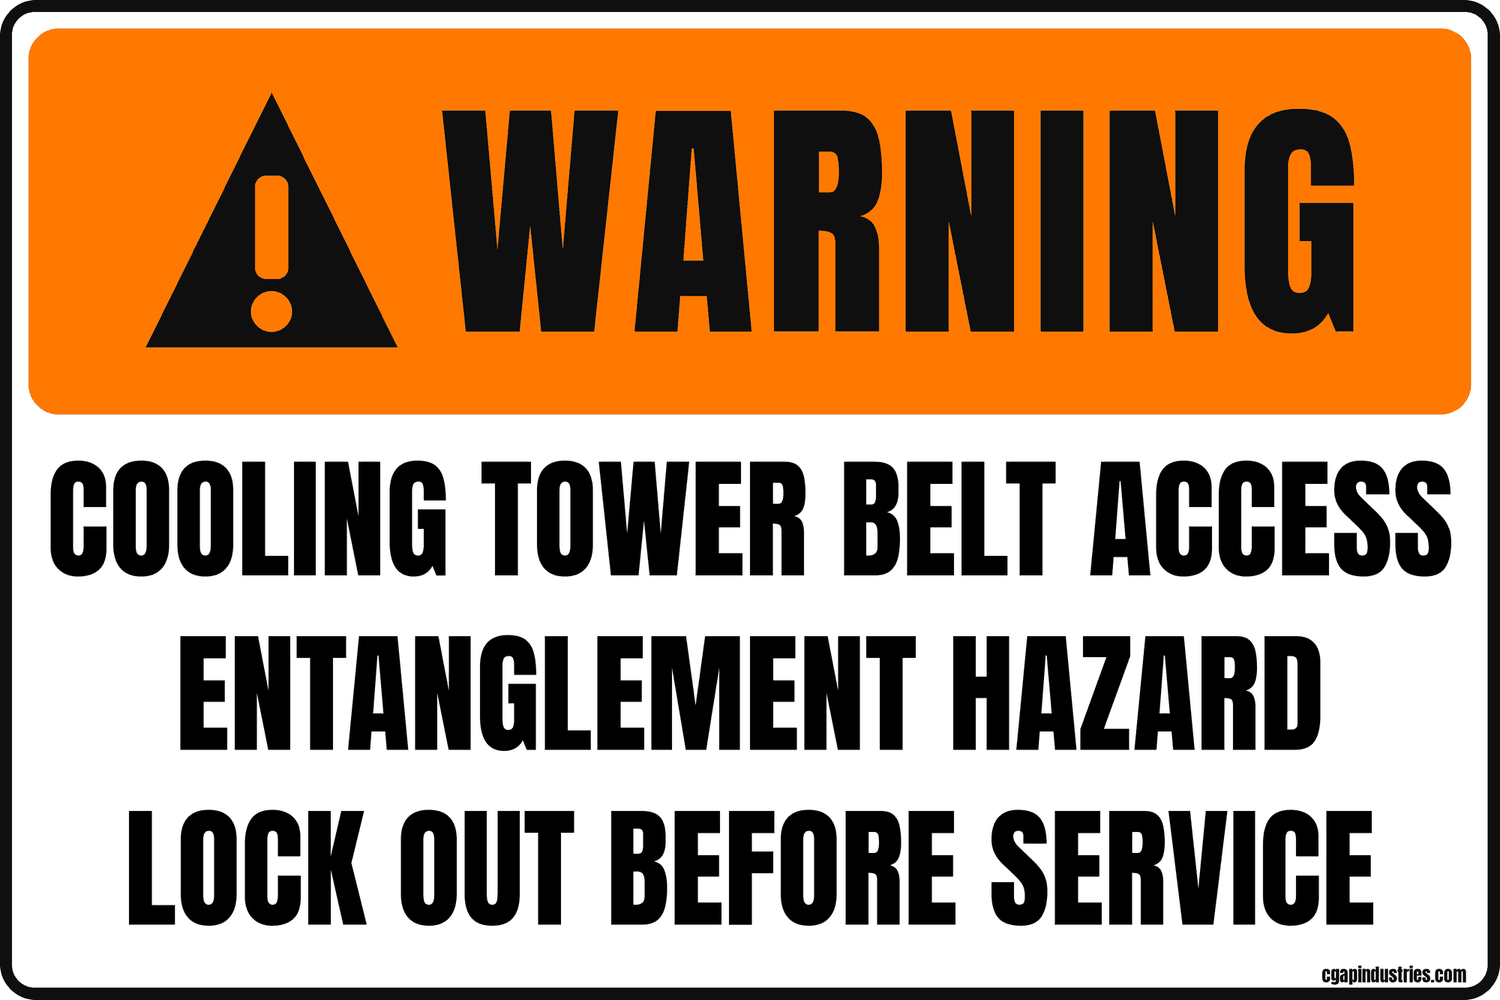 WARNING
COOLING TOWER BELT ACCESS
ENTANGLEMENT HAZARD
LOCK OUT BEFORE SERVICE
cgapindustries.com